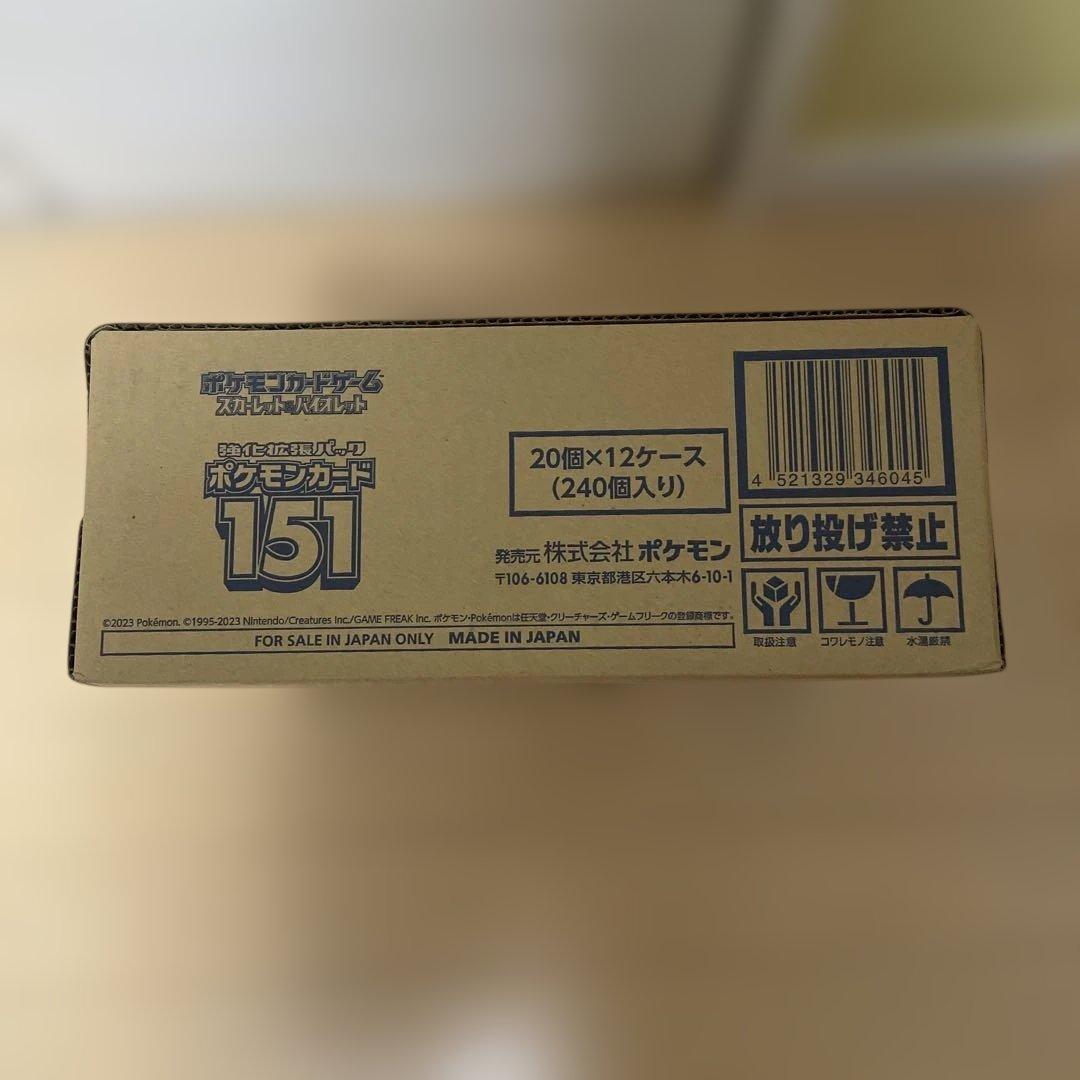 ポケモンカードゲーム
スカーレット&バイオレット
強化拡張パック
ポケモンカード
151
20個×12ケース
(240個入り)
発売元 株式会社 ポケモン
〒106-6108 東京都港区六本木6-10-1
©2023 Pokémon. ©1995-2023 Nintendo/Creatures Inc./GAME FREAK Inc. ポケモン・Pokémonは任天堂・クリーチャーズ・ゲームフリークの登録商標です。
FOR SALE IN JAPAN ONLY MADE IN JAPAN
4 521329 346045
放り投げ禁止
取扱注意
コワレモノ注意
水濡厳禁